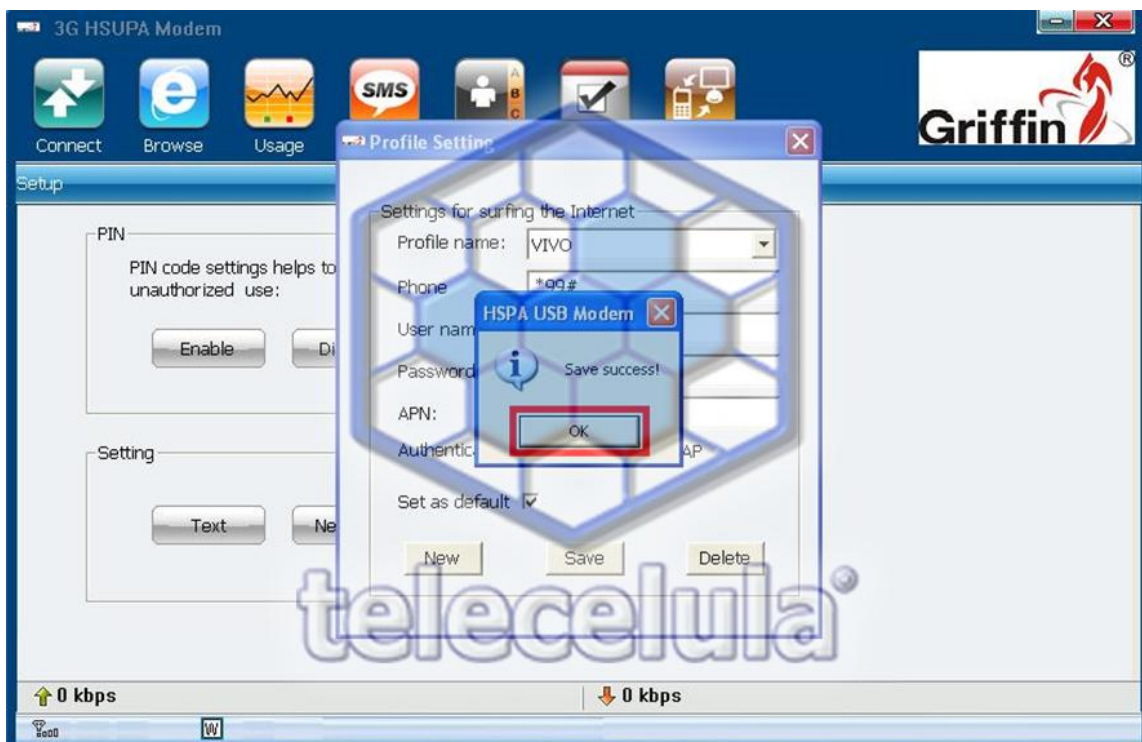 3G HSUPA Modem
SMS
A
B
C
Griffin®
Connect
Browse
Usage
Profile Setting
Setup
Settings for surfing the Internet
PIN
Profile name: VIVO
PIN code settings helps to
unauthorized use:
Phone *99#
HSPA USB Modem
User nam
Enable
Di
Password
Save success!
APN:
OK
Authentic
AP
Setting
Set as default
Text
Ne
New
Save
Delete
telecelula®
0 kbps
0 kbps
W